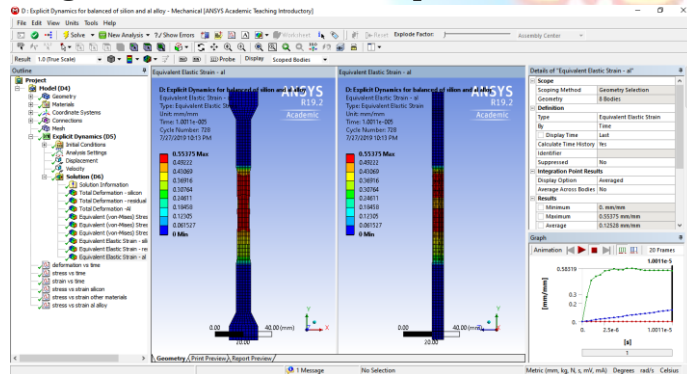 D : Explicit Dynamics for balanced of silion and al alloy - Mechanical [ANSYS Academic Teaching Introductory]
File Edit View Units Tools Help
Solve New Analysis ?/ Show Errors Worksheet
Reset Explode Factor: Assembly Center
Result 1.0 (True Scale) Probe Display Scoped Bodies
Outline
Project
Model (D4)
Geometry
Materials
Coordinate Systems
Connections
Mesh
Explicit Dynamics (D5)
Initial Conditions
Analysis Settings
Displacement
Velocity
Solution (D6)
Solution Information
Total Deformation - silicon
Total Deformation - residual
Total Deformation -
Equivalent (von-Mises) Stres
Equivalent (von-Mises) Stres
Equivalent (von-Mises) Stres
Equivalent Elastic Strain - sili
Equivalent Elastic Strain - re
Equivalent Elastic Strain - al
deformation vs time
stress vs time
strain vs time
stress vs strain silicon
stress vs strain other materials
stress vs strain al alloy
Equivalent Elastic Strain - al
D: Explicit Dynamics for balanced of silion and al alloy
Equivalent Elastic Strain - al
Type: Equivalent Elastic Str
Unit: mm/mm
Time: 1.0011e-005
Cycle Number: 728
7/27/2019 10:13 PM
0.55375 Max
0.49222
0.43069
0.36916
0.30764
0.24611
0.18458
0.12305
0.061527
0 Min
ANSYS
R19.2
Academic
0.00 40.00 (mm)
20.00
Y
X
Equivalent Elastic Strain - al
D: Explicit Dynamics for balanced of silion and al alloy
Equivalent Elastic Strain - al
Type: Equivalent Elastic Str
Unit: mm/mm
Time: 1.0011e-005
Cycle Number: 728
7/27/2019 10:13 PM
0.55375 Max
0.49222
0.43069
0.36916
0.30764
0.24611
0.18458
0.12305
0.061527
0 Min
ANSYS
R19.2
Academic
0.00 40.00 (mm)
20.00
Y
X
Geometry Print Preview Report Preview
Details of "Equivalent Elastic Strain - al"
Scope
Scoping Method Geometry Selection
Geometry 8 Bodies
Definition
Type Equivalent Elastic Strain
By Time
Display Time Last
Calculate Time History Yes
Identifier
Suppressed No
Integration Point Results
Display Option Averaged
Average Across Bodies No
Results
Minimum 0. mm/mm
Maximum 0.55375 mm/mm
Average 0.12528 mm/mm
Graph
Animation 20 Frames
1.0011e-5
0.58319
0.3
0.2
0.
[mm/mm]
0. 2.5e-6 1.0011e-5
[s]
1
1 Message No Selection Metric (mm, kg, N, s, mV, mA) Degrees rad/s Celsius